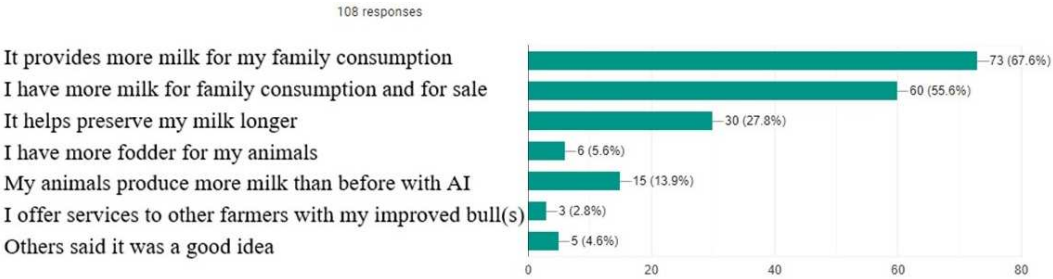 108 responses
It provides more milk for my family consumption 73 (67.6%)
I have more milk for family consumption and for sale 60 (55.6%)
It helps preserve my milk longer 30 (27.8%)
I have more fodder for my animals 6 (5.6%)
My animals produce more milk than before with AI 15 (13.9%)
I offer services to other farmers with my improved bull(s) 3 (2.8%)
Others said it was a good idea 5 (4.6%)
0 20 40 60 80